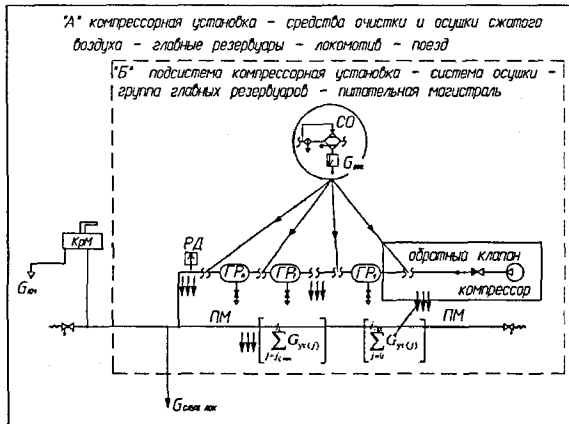 "А" компрессорная установка - средства очистки и осушки сжатого
воздуха - главные резервуары - локомотив - поезд
"Б" подсистема компрессорная установка - система осушки -
группа главных резервуаров - питательная магистраль
СО
РД
КрМ
ГР
ГР
ГР
обратный клапан
компрессор
ПМ
ПМ